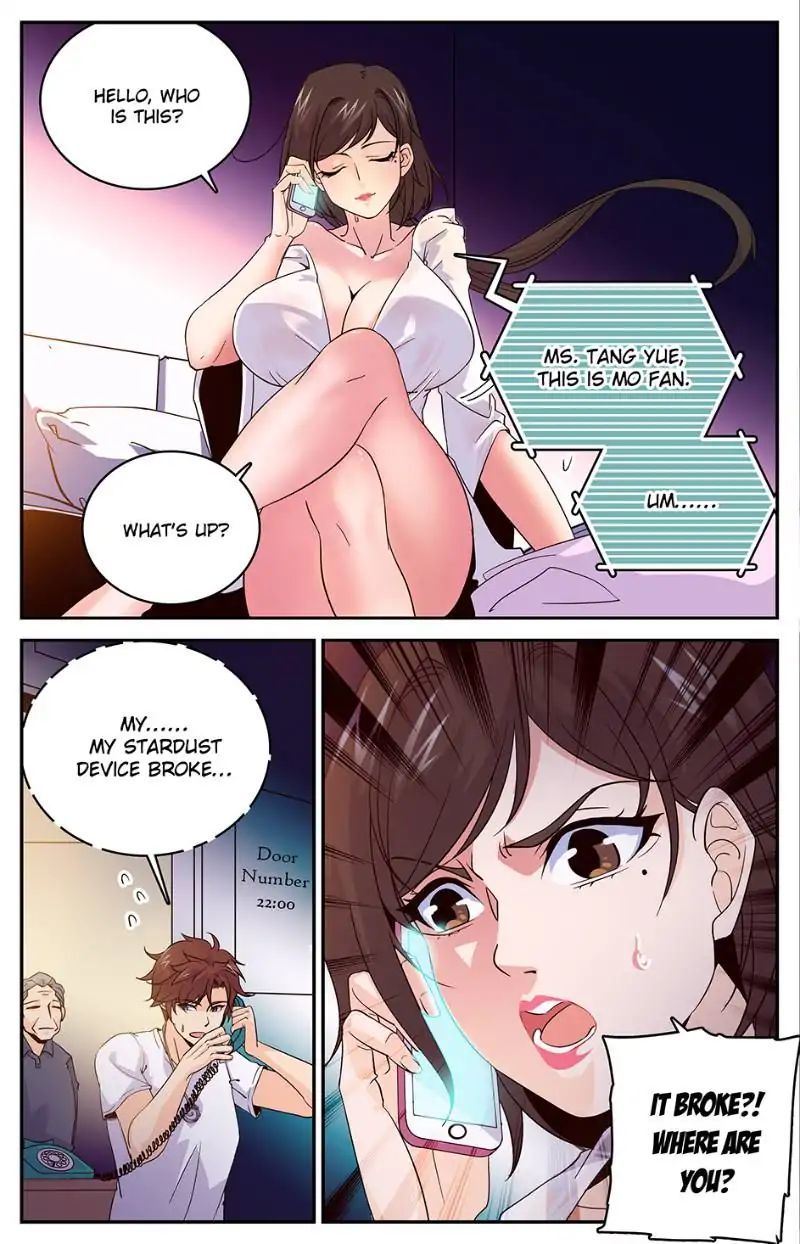 HELLO, WHO
IS THIS?
MS. TANG YUE,
THIS IS MO FAN.
UM......
WHAT'S UP?
MY......
MY STARDUST
DEVICE BROKE...
Door
Number
22:00
IT BROKE?!
WHERE ARE
YOU?